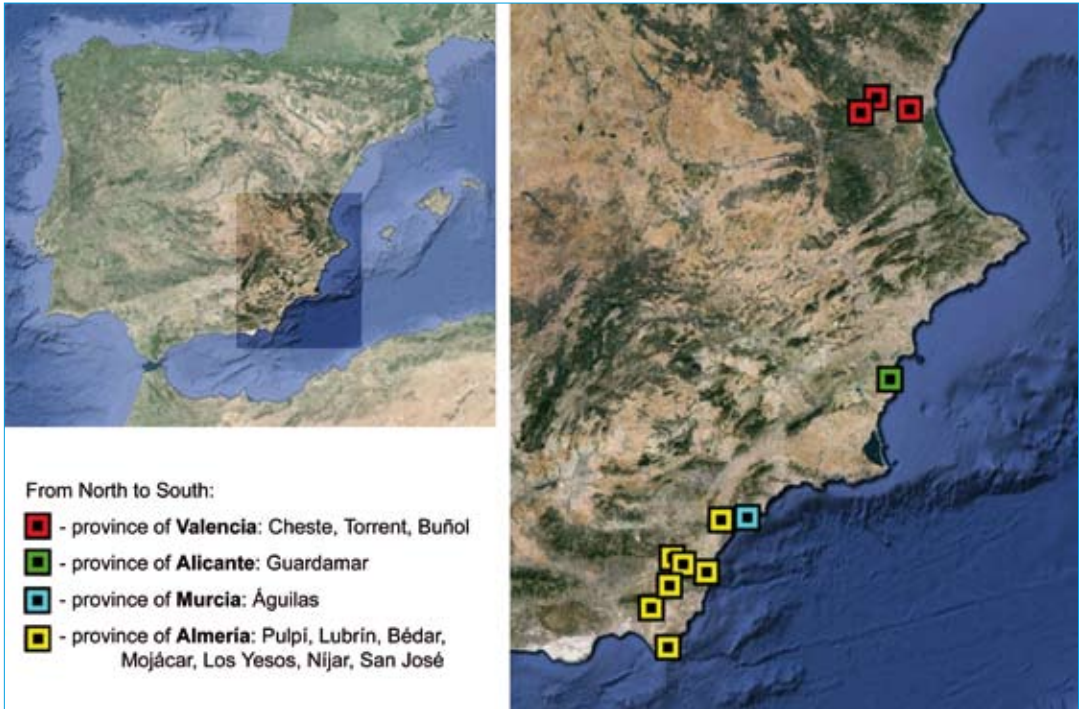 From North to South:
- province of Valencia: Cheste, Torrent, Buñol
- province of Alicante: Guardamar
- province of Murcia: Águilas
- province of Almería: Pulpí, Lubrín, Bédar,
Mojácar, Los Yesos, Níjar, San José